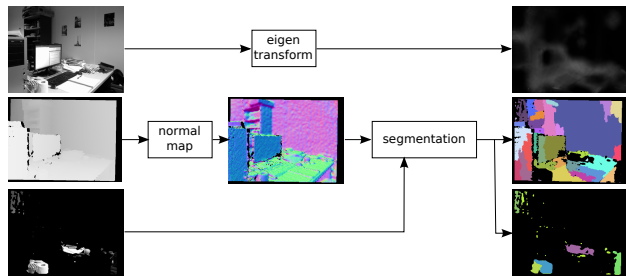 eigen
transform
normal
map
segmentation